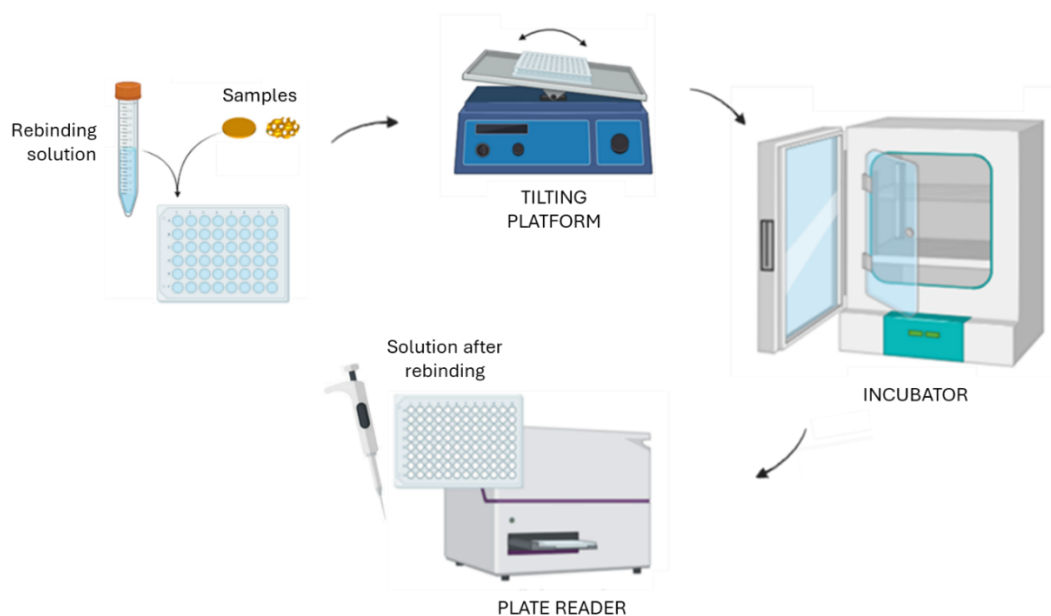 Samples
Rebinding
solution
TILTING
PLATFORM
INCUBATOR
Solution after
rebinding
PLATE READER